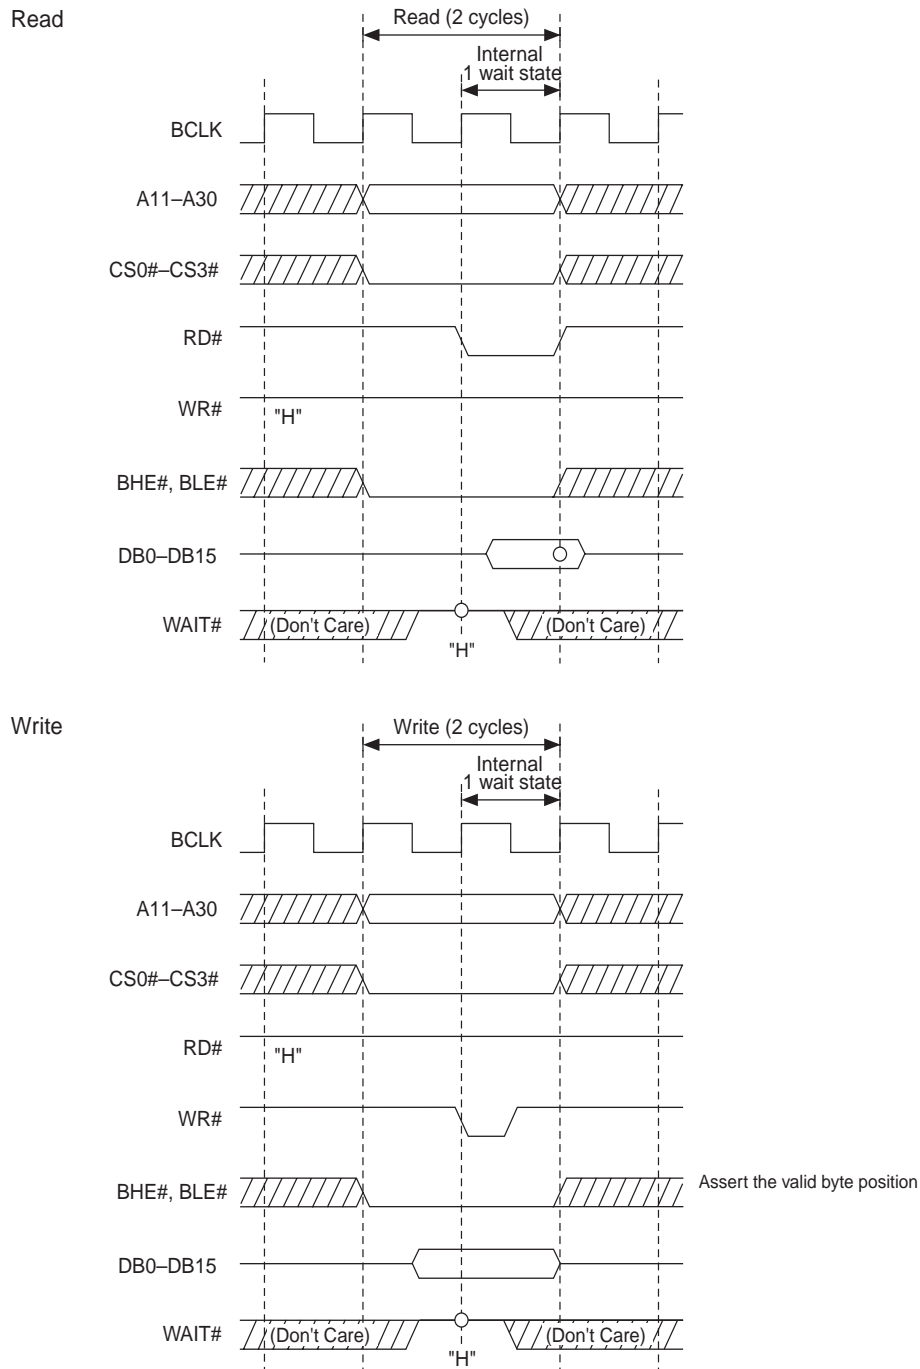 Read
Read (2 cycles)
Internal
1 wait state
BCLK
A11–A30
CS0#–CS3#
RD#
WR#
"H"
BHE#, BLE#
DB0–DB15
WAIT#
(Don't Care)
(Don't Care)
"H"
Write
Write (2 cycles)
Internal
1 wait state
BCLK
A11–A30
CS0#–CS3#
RD#
"H"
WR#
BHE#, BLE#
Assert the valid byte position
DB0–DB15
WAIT#
(Don't Care)
(Don't Care)
"H"